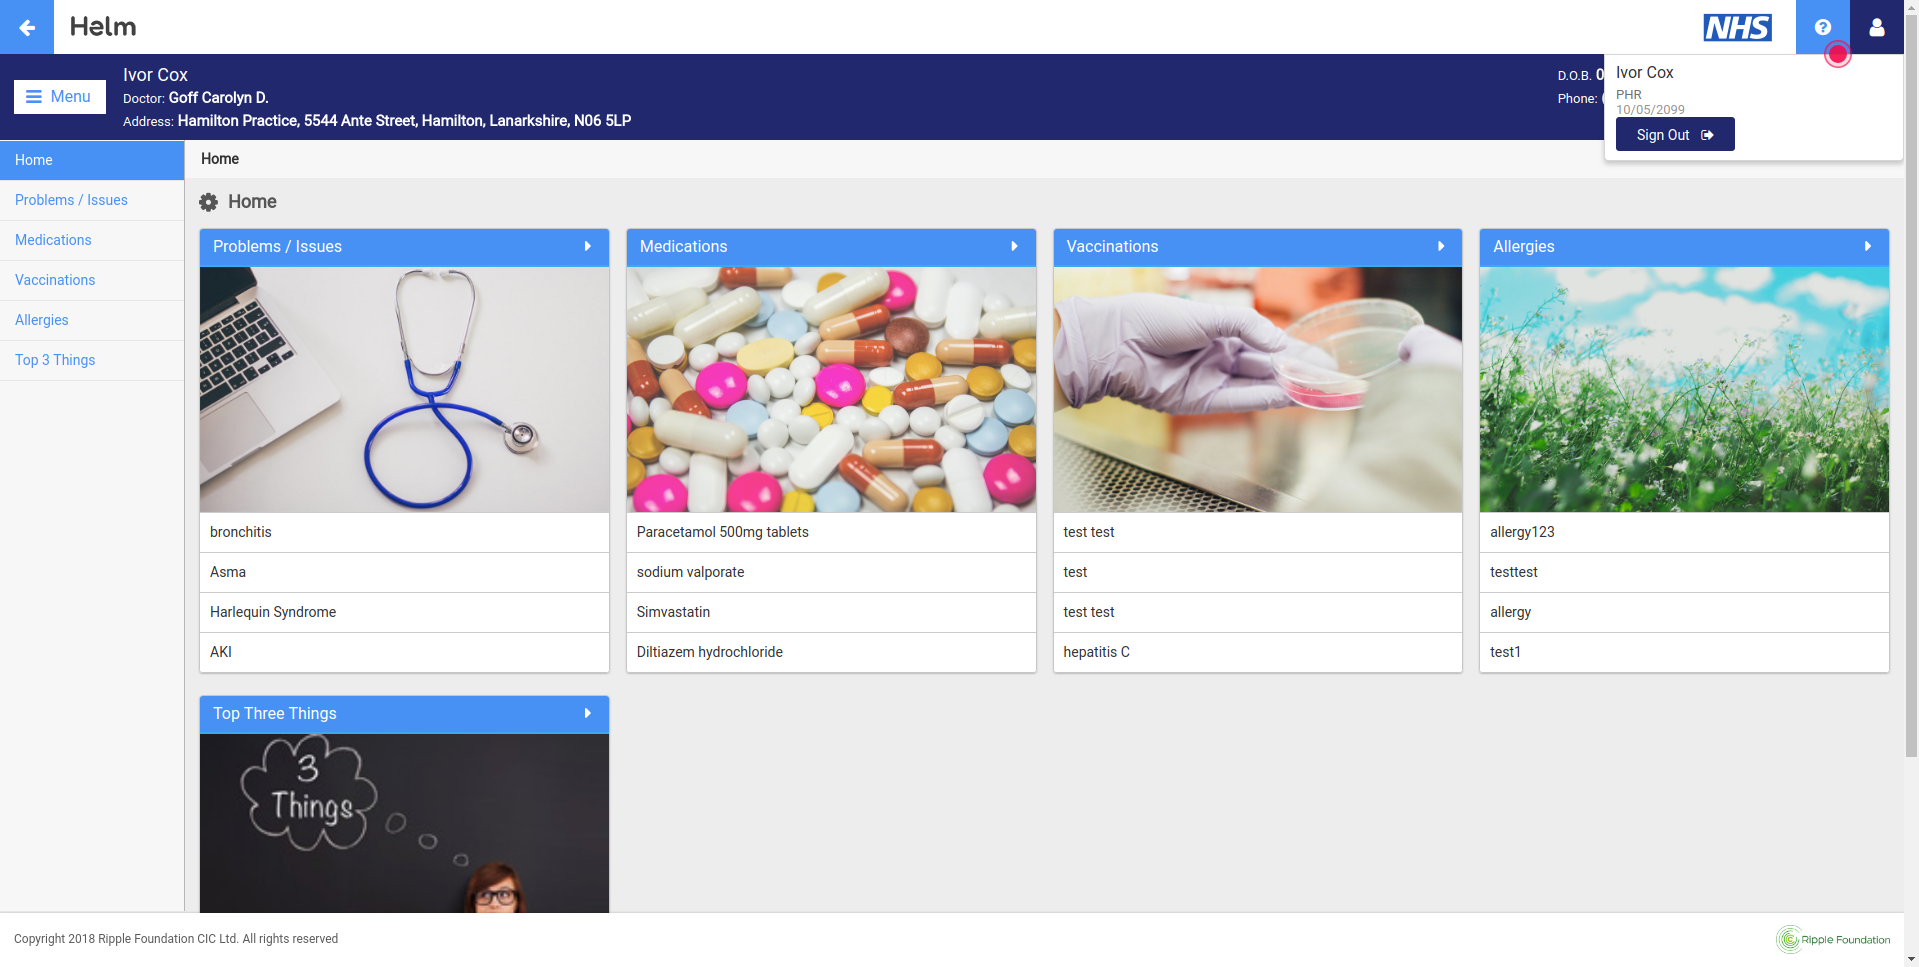 Helm
NHS
?
Ivor Cox
Doctor: Goff Carolyn D.
Address: Hamilton Practice, 5544 Ante Street, Hamilton, Lanarkshire, N06 5LP
D.O.B. 0
Phone: (
Menu
Ivor Cox
PHR
10/05/2099
Sign Out
Home
Problems / Issues
Medications
Vaccinations
Allergies
Top 3 Things
Home
Home
Problems / Issues
bronchitis
Asma
Harlequin Syndrome
AKI
Medications
Paracetamol 500mg tablets
sodium valporate
Simvastatin
Diltiazem hydrochloride
Vaccinations
test test
test
test test
hepatitis C
Allergies
allergy123
testtest
allergy
test1
Top Three Things
3
Things
Copyright 2018 Ripple Foundation CIC Ltd. All rights reserved
Ripple Foundation